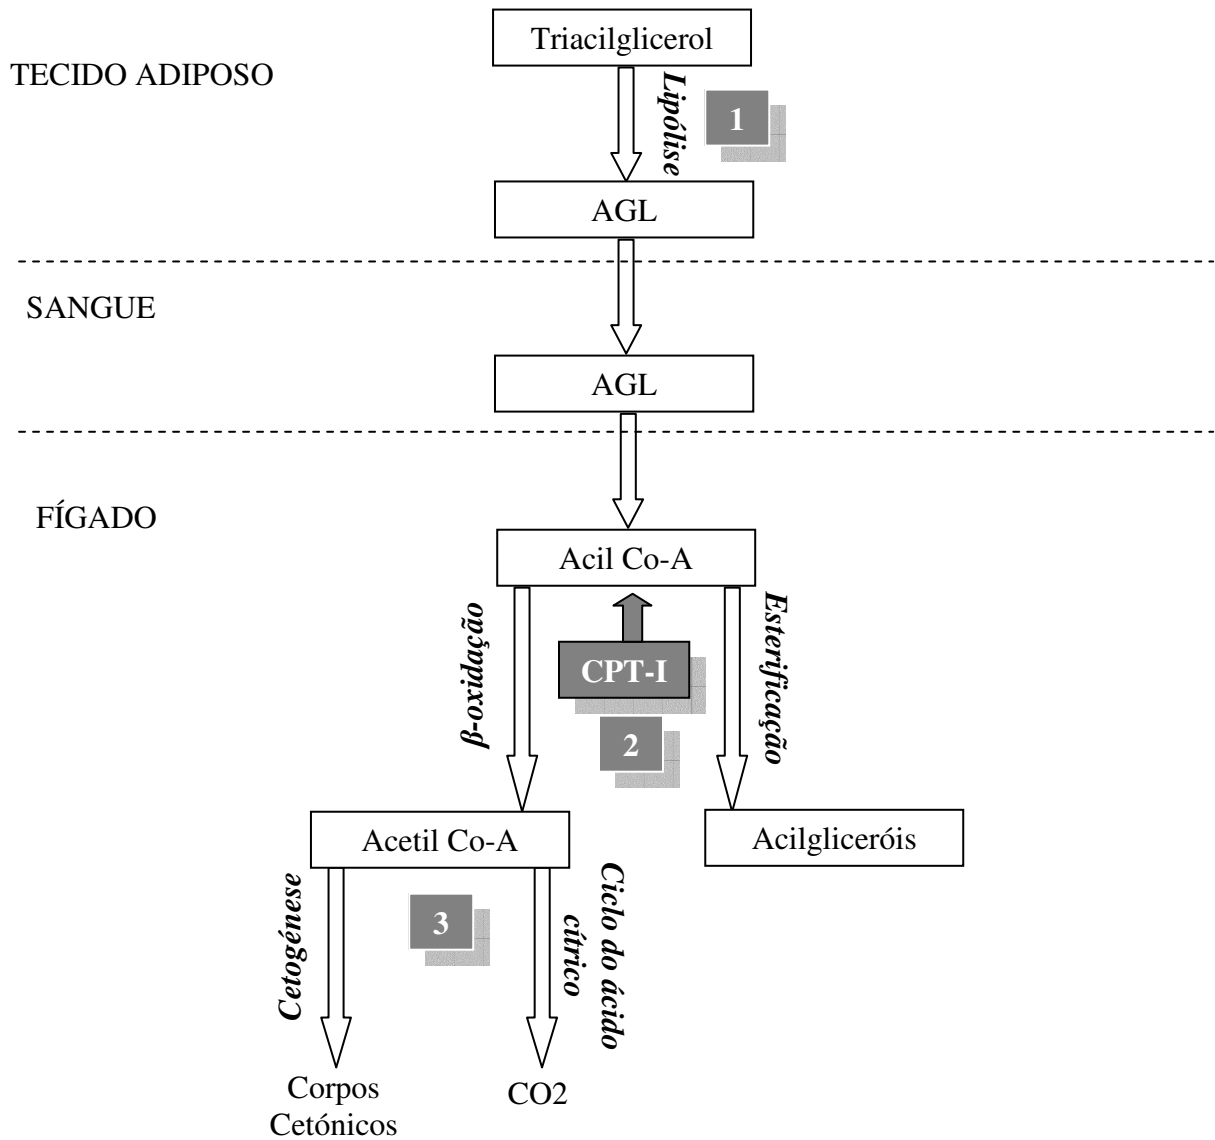 Triacilglicerol
TECIDO ADIPOSO
Lipólise
1
AGL
SANGUE
AGL
FÍGADO
Acil Co-A
β-oxidação
CPT-I
2
Esterificação
Acetil Co-A
Acilgliceróis
Cetogénese
3
Ciclo do ácido
cítrico
Corpos
Cetónicos
CO2